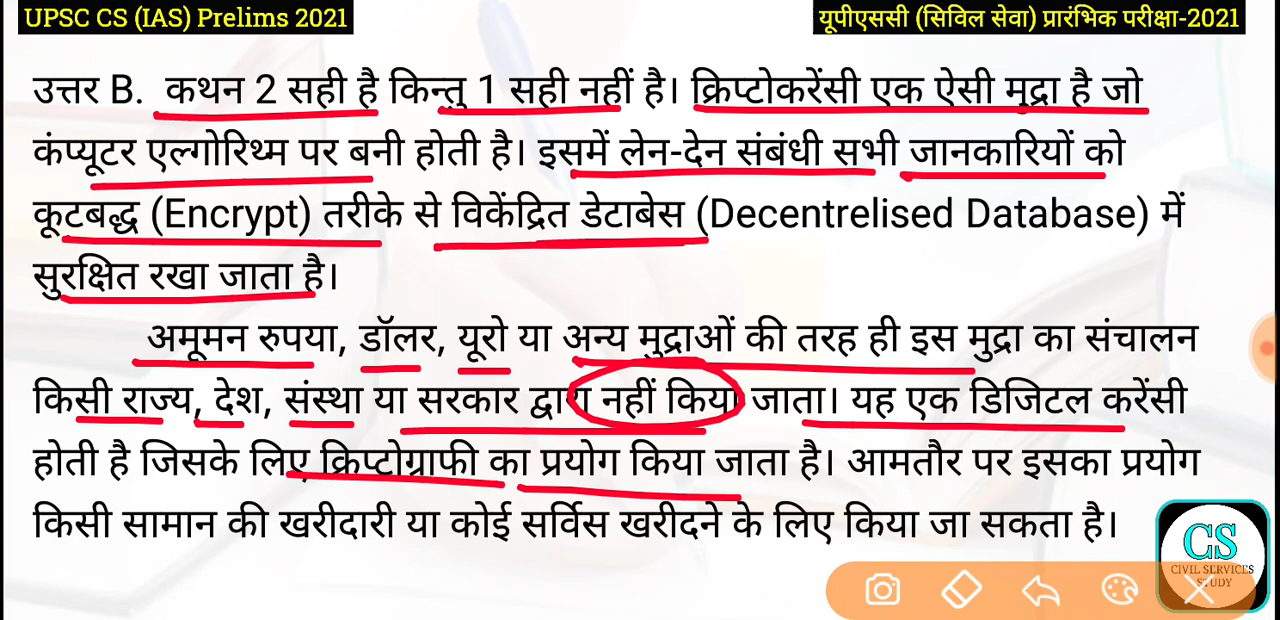 UPSC CS (IAS) Prelims 2021
यूपीएससी (सिविल सेवा) प्रारंभिक परीक्षा-2021
उत्तर B. कथन 2 सही है किन्तु 1 सही नहीं है। क्रिप्टोकरेंसी एक ऐसी मुद्रा है जो
कंप्यूटर एल्गोरिथ्म पर बनी होती है। इसमें लेन-देन संबंधी सभी जानकारियों को
कूटबद्ध (Encrypt) तरीके से विकेंद्रित डेटाबेस (Decentrelised Database) में
सुरक्षित रखा जाता है।
अमूमन रुपया, डॉलर, यूरो या अन्य मुद्राओं की तरह ही इस मुद्रा का संचालन
किसी राज्य, देश, संस्था या सरकार द्वारा नहीं किया जाता। यह एक डिजिटल करेंसी
होती है जिसके लिए क्रिप्टोग्राफी का प्रयोग किया जाता है। आमतौर पर इसका प्रयोग
किसी सामान की खरीदारी या कोई सर्विस खरीदने के लिए किया जा सकता है।
CS
CIVIL SERVICES
STUDY